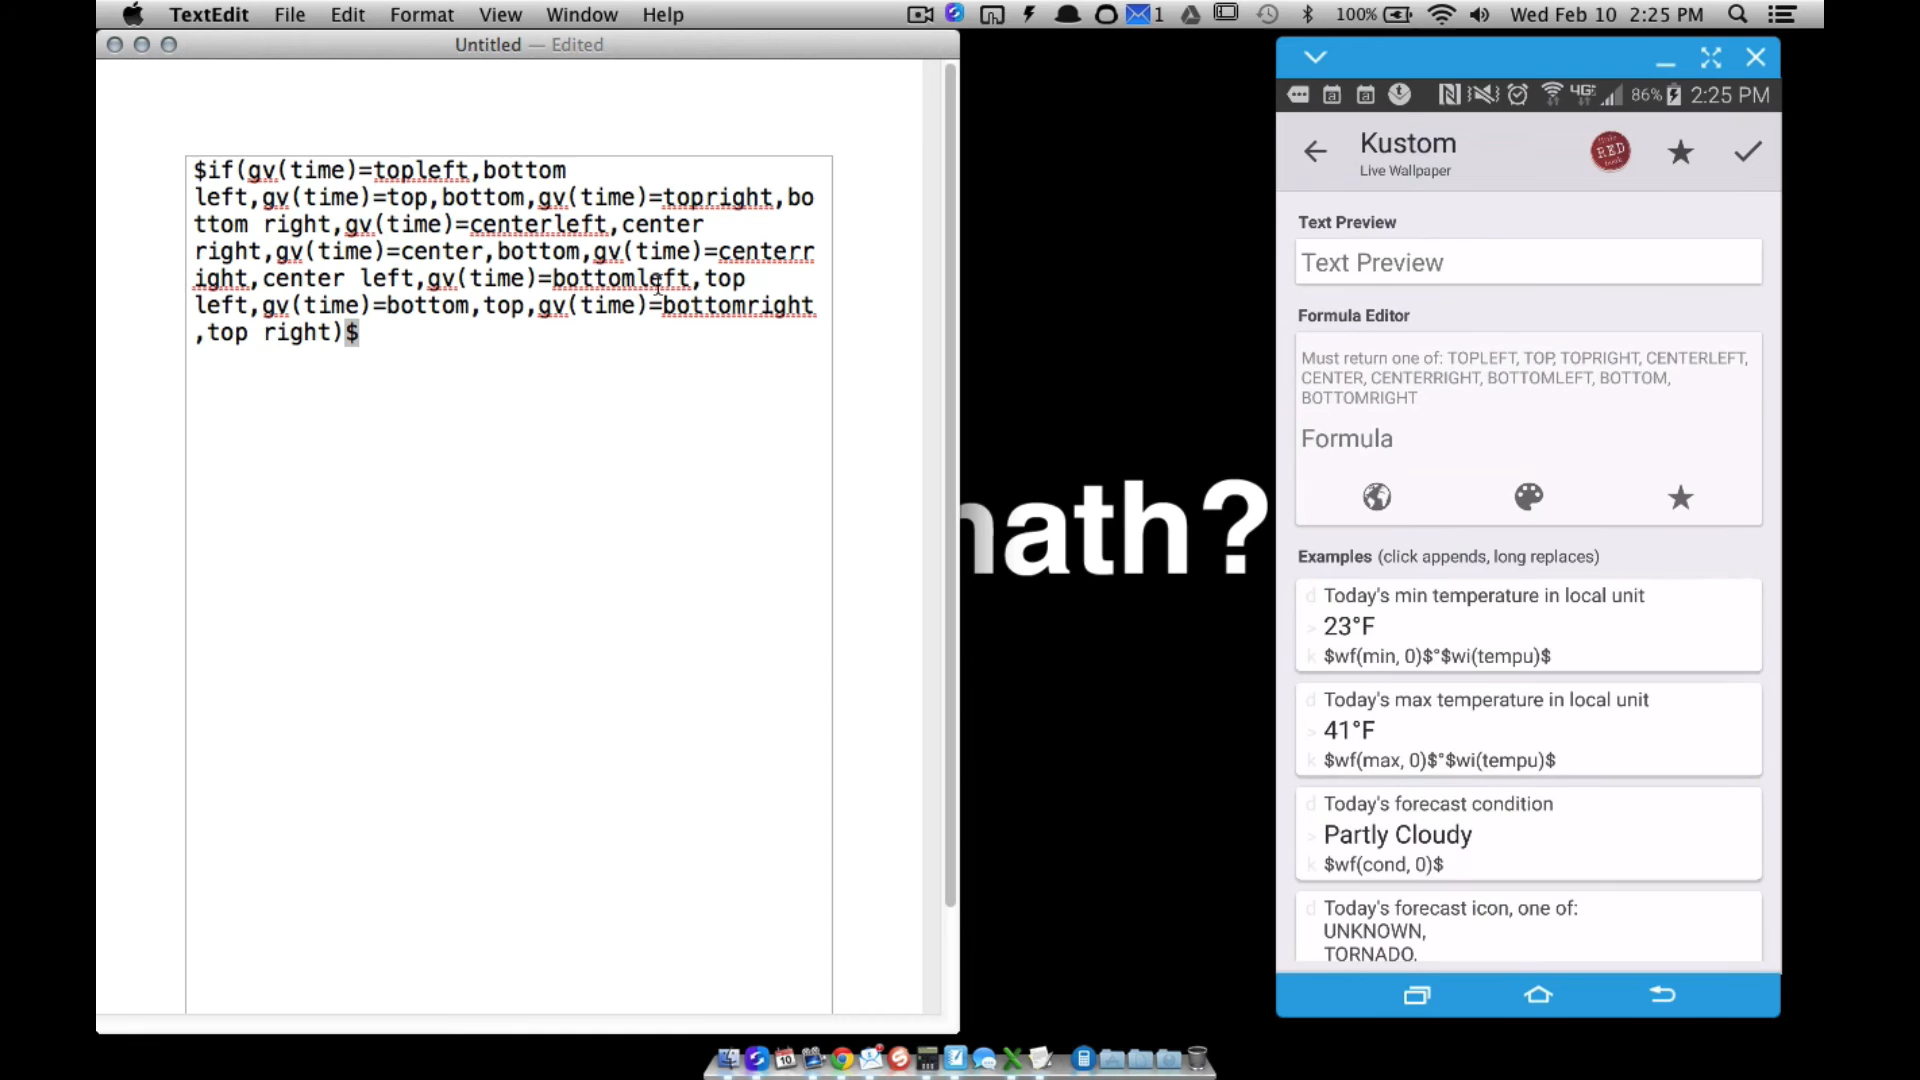 TextEdit File Edit Format View Window Help 1 100% Wed Feb 10 2:25 PM
Untitled — Edited
$if(gv(time)=topleft,bottom
left,gv(time)=top,bottom,gv(time)=topright,bo
ttom right,gv(time)=centerleft,center
right,gv(time)=center,bottom,gv(time)=centerr
ight,center left,gv(time)=bottomleft,top
left,gv(time)=bottom,top,gv(time)=bottomright
,top right)$
math?
4G 86% 2:25 PM
Kustom
Live Wallpaper
RED
Text Preview
Text Preview
Formula Editor
Must return one of: TOPLEFT, TOP, TOPRIGHT, CENTERLEFT,
CENTER, CENTERRIGHT, BOTTOMLEFT, BOTTOM,
BOTTOMRIGHT
Formula
Examples (click appends, long replaces)
d Today's min temperature in local unit
> 23°F
k $wf(min, 0)$°$wi(tempu)$
d Today's max temperature in local unit
> 41°F
k $wf(max, 0)$°$wi(tempu)$
d Today's forecast condition
> Partly Cloudy
k $wf(cond, 0)$
d Today's forecast icon, one of:
UNKNOWN,
TORNADO,
10